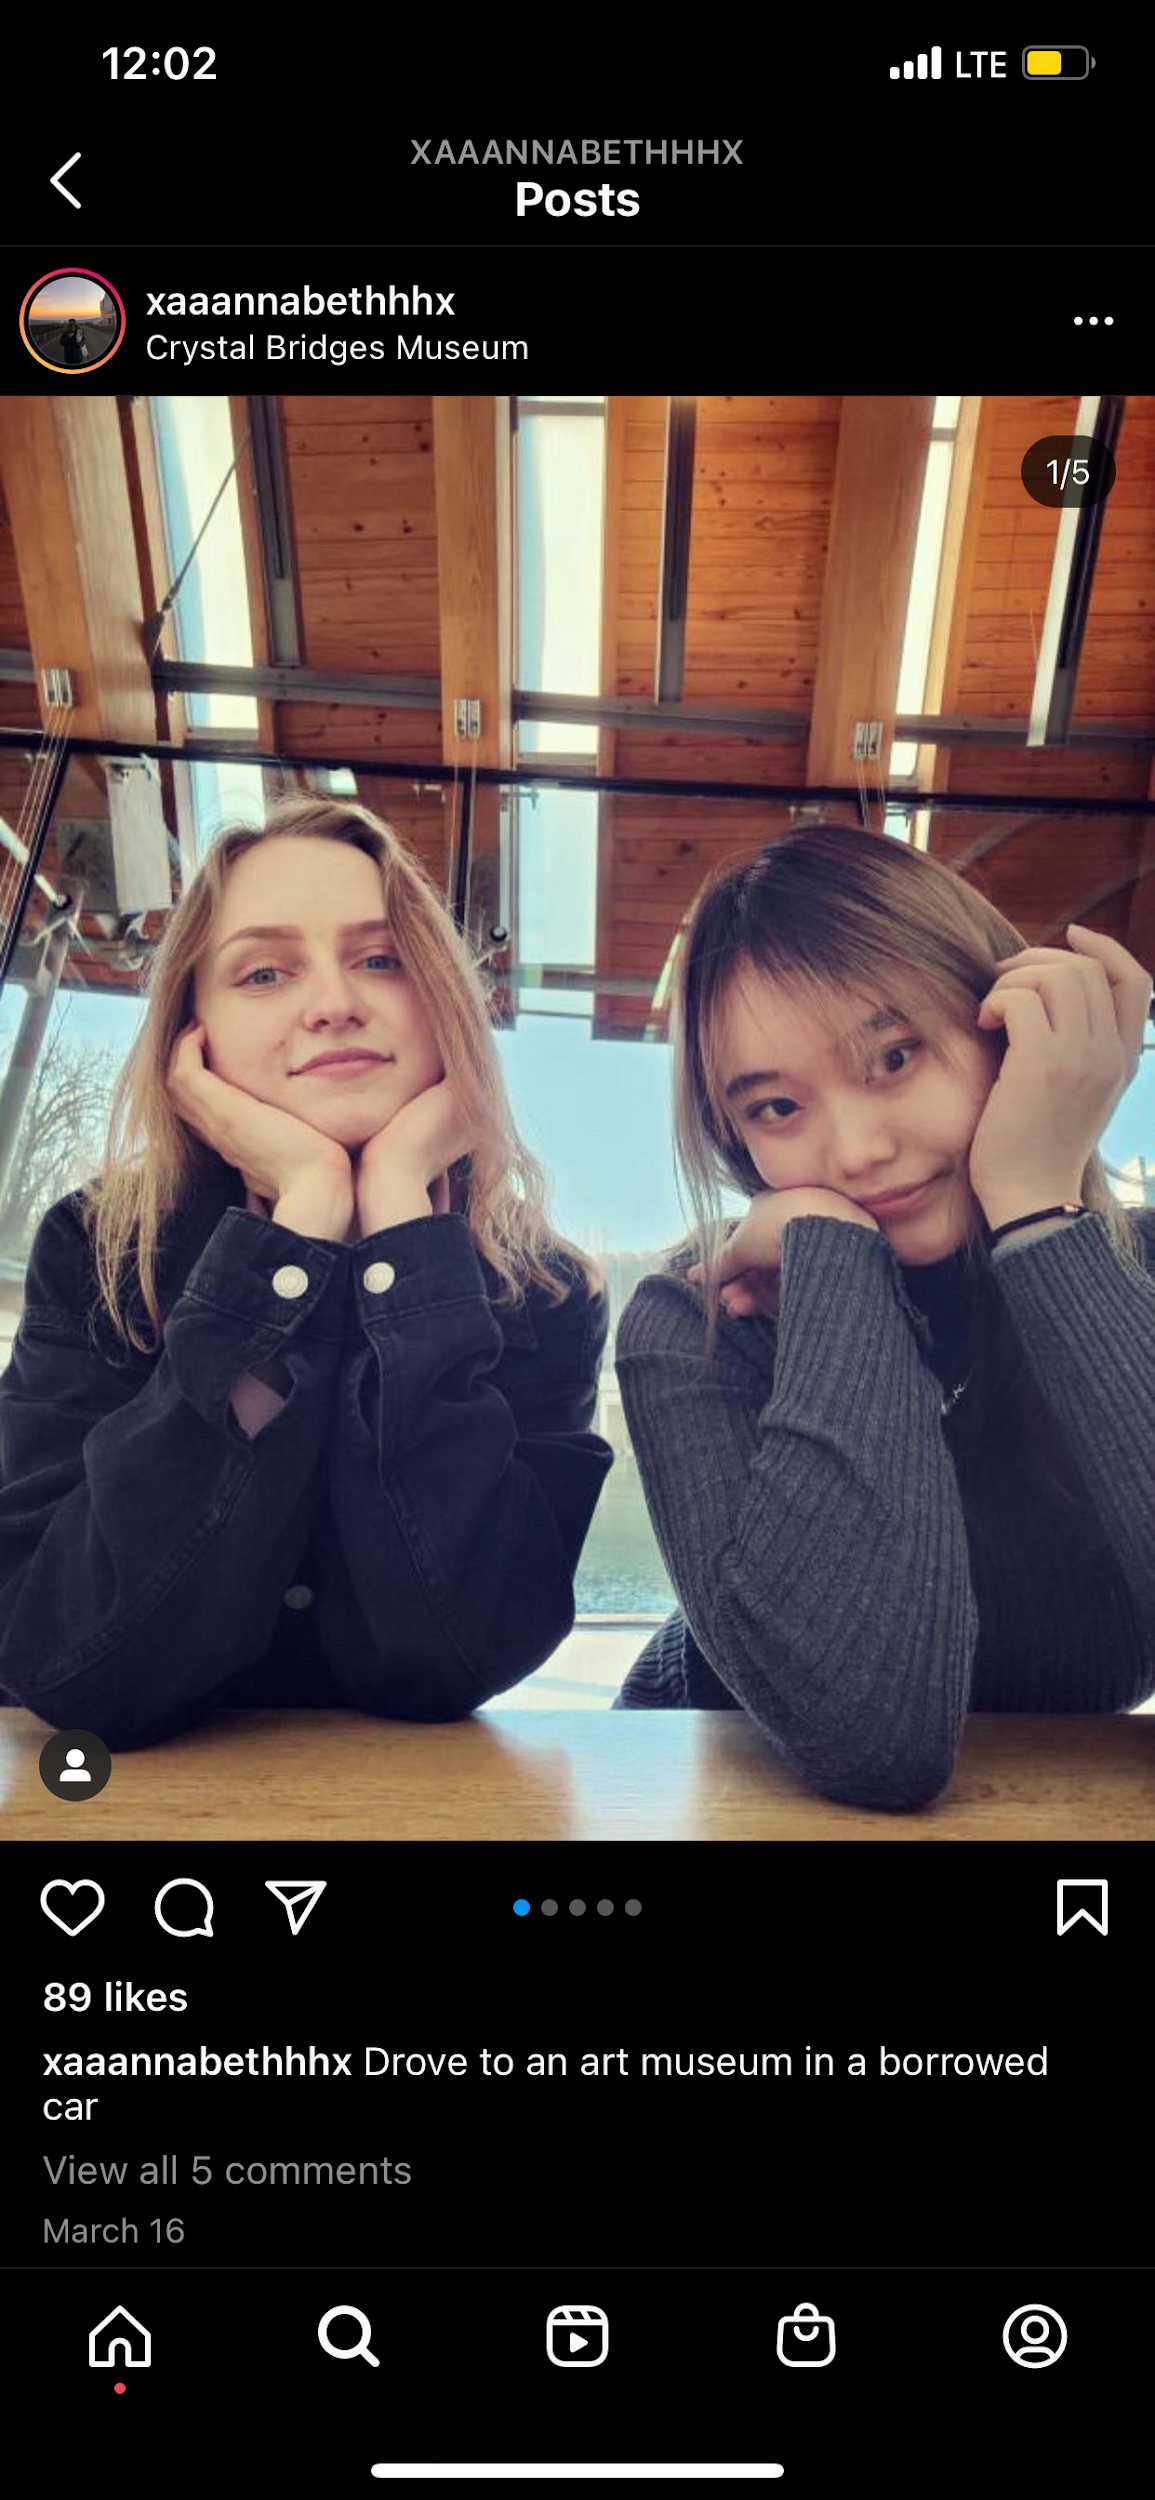 12:02
LTE
XAAANNABETHHHX
Posts
xaaannabethhhx
Crystal Bridges Museum
1/5
89 likes
xaaannabethhhx Drove to an art museum in a borrowed
car
View all 5 comments
March 16